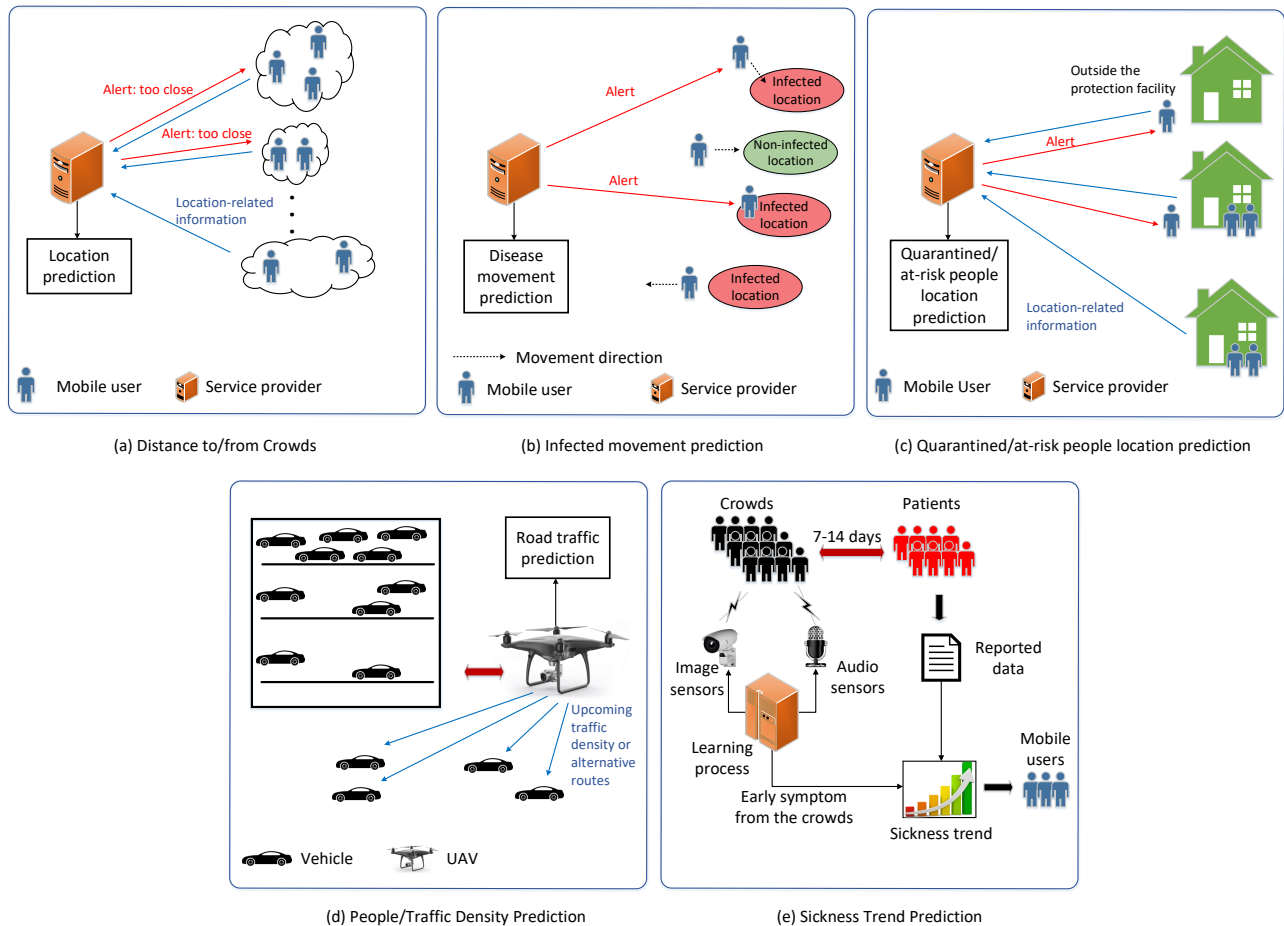 Alert: too close
Alert: too close
Location-related
information
Location
prediction
Mobile user
Service provider
(a) Distance to/from Crowds
Alert
Infected
location
Non-infected
location
Alert
Infected
location
Disease
movement
prediction
Infected
location
Movement direction
Mobile user
Service provider
(b) Infected movement prediction
Outside the
protection facility
Alert
Quarantined/
at-risk people
location
prediction
Location-related
information
Mobile User
Service provider
(c) Quarantined/at-risk people location prediction
Road traffic
prediction
Upcoming
traffic
density or
alternative
routes
Vehicle
UAV
(d) People/Traffic Density Prediction
Crowds
Patients
7-14 days
Image
sensors
Audio
sensors
Reported
data
Learning
process
Mobile
users
Early symptom
from the crowds
Sickness trend
(e) Sickness Trend Prediction